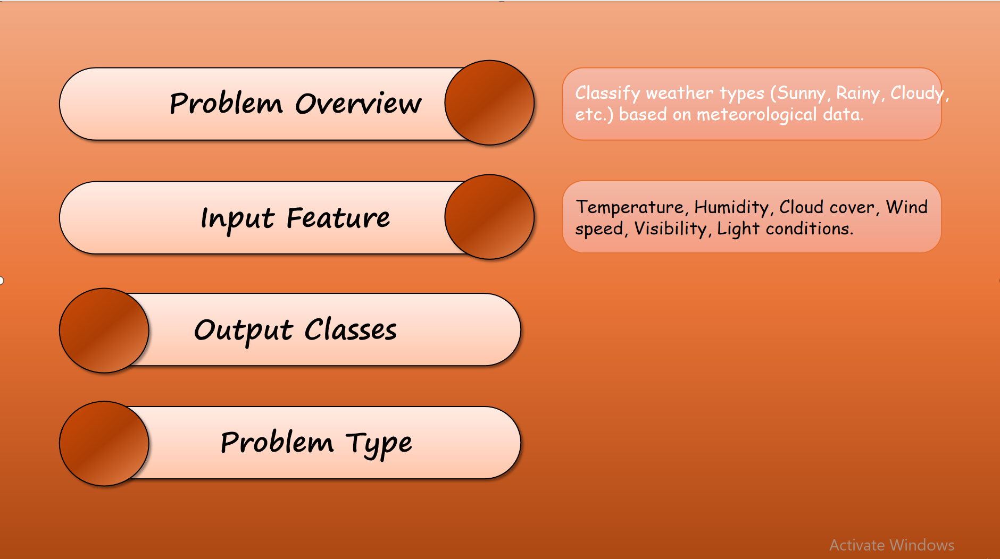 Problem Overview
Classify weather types (Sunny, Rainy, Cloudy,
etc.) based on meteorological data.
Input Feature
Temperature, Humidity, Cloud cover, Wind
speed, Visibility, Light conditions.
Output Classes
Problem Type
Activate Windows